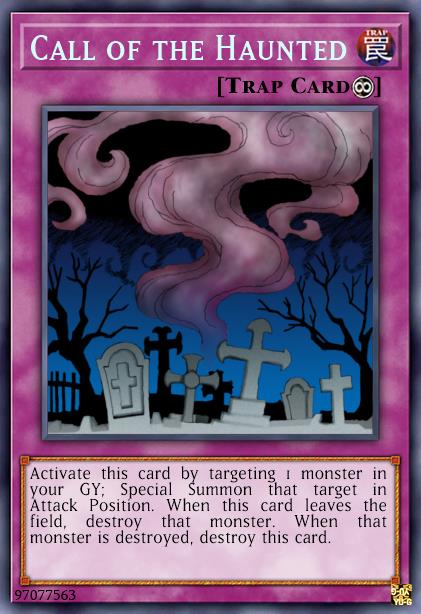 CALL OF THE HAUNTED
TRAP
罠
[TRAP CARD♾]
Activate this card by targeting 1 monster in
your GY; Special Summon that target in
Attack Position. When this card leaves the
field, destroy that monster. When that
monster is destroyed, destroy this card.
97077563